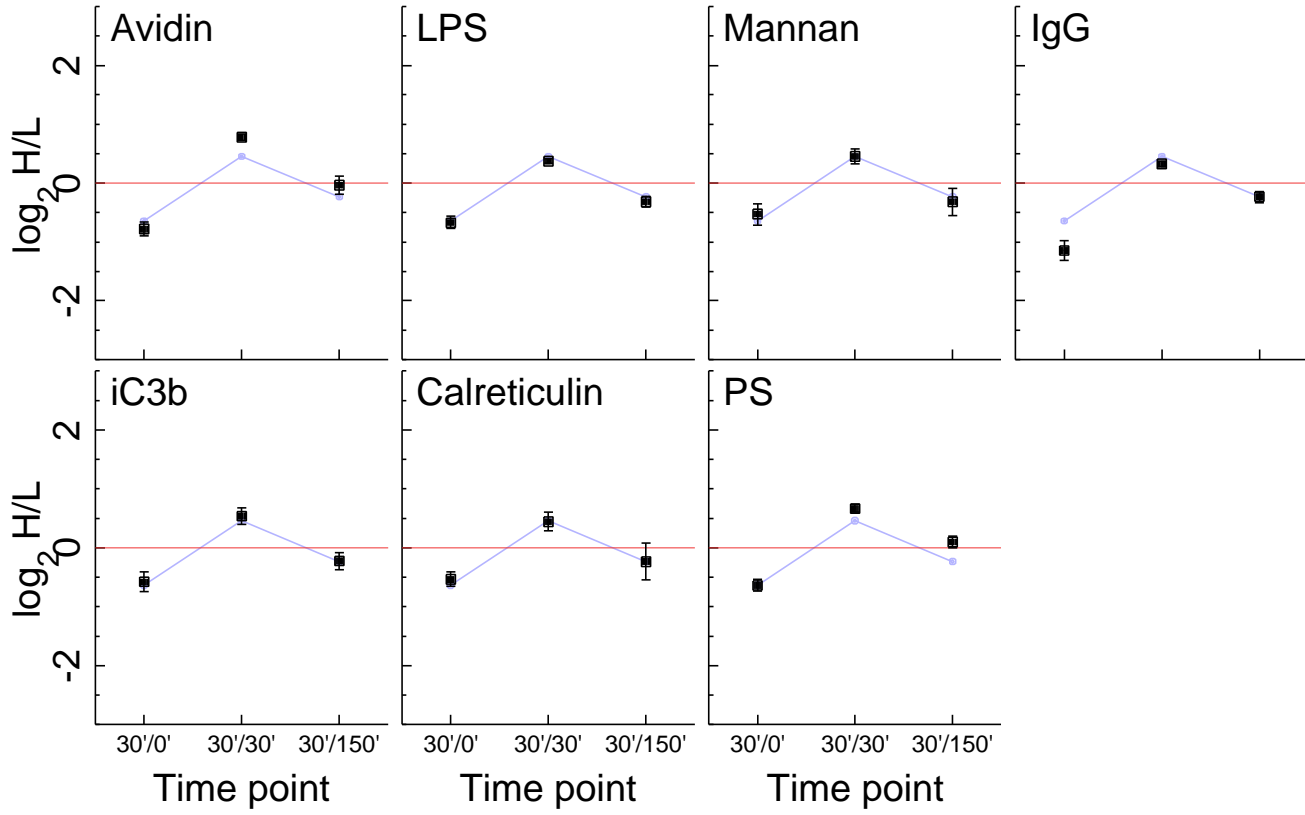 Avidin LPS Mannan IgG
2
0
-2
log2 H/L
iC3b Calreticulin PS
2
0
-2
log2 H/L
30'/0' 30'/30' 30'/150' 30'/0' 30'/30' 30'/150' 30'/0' 30'/30' 30'/150'
Time point Time point Time point